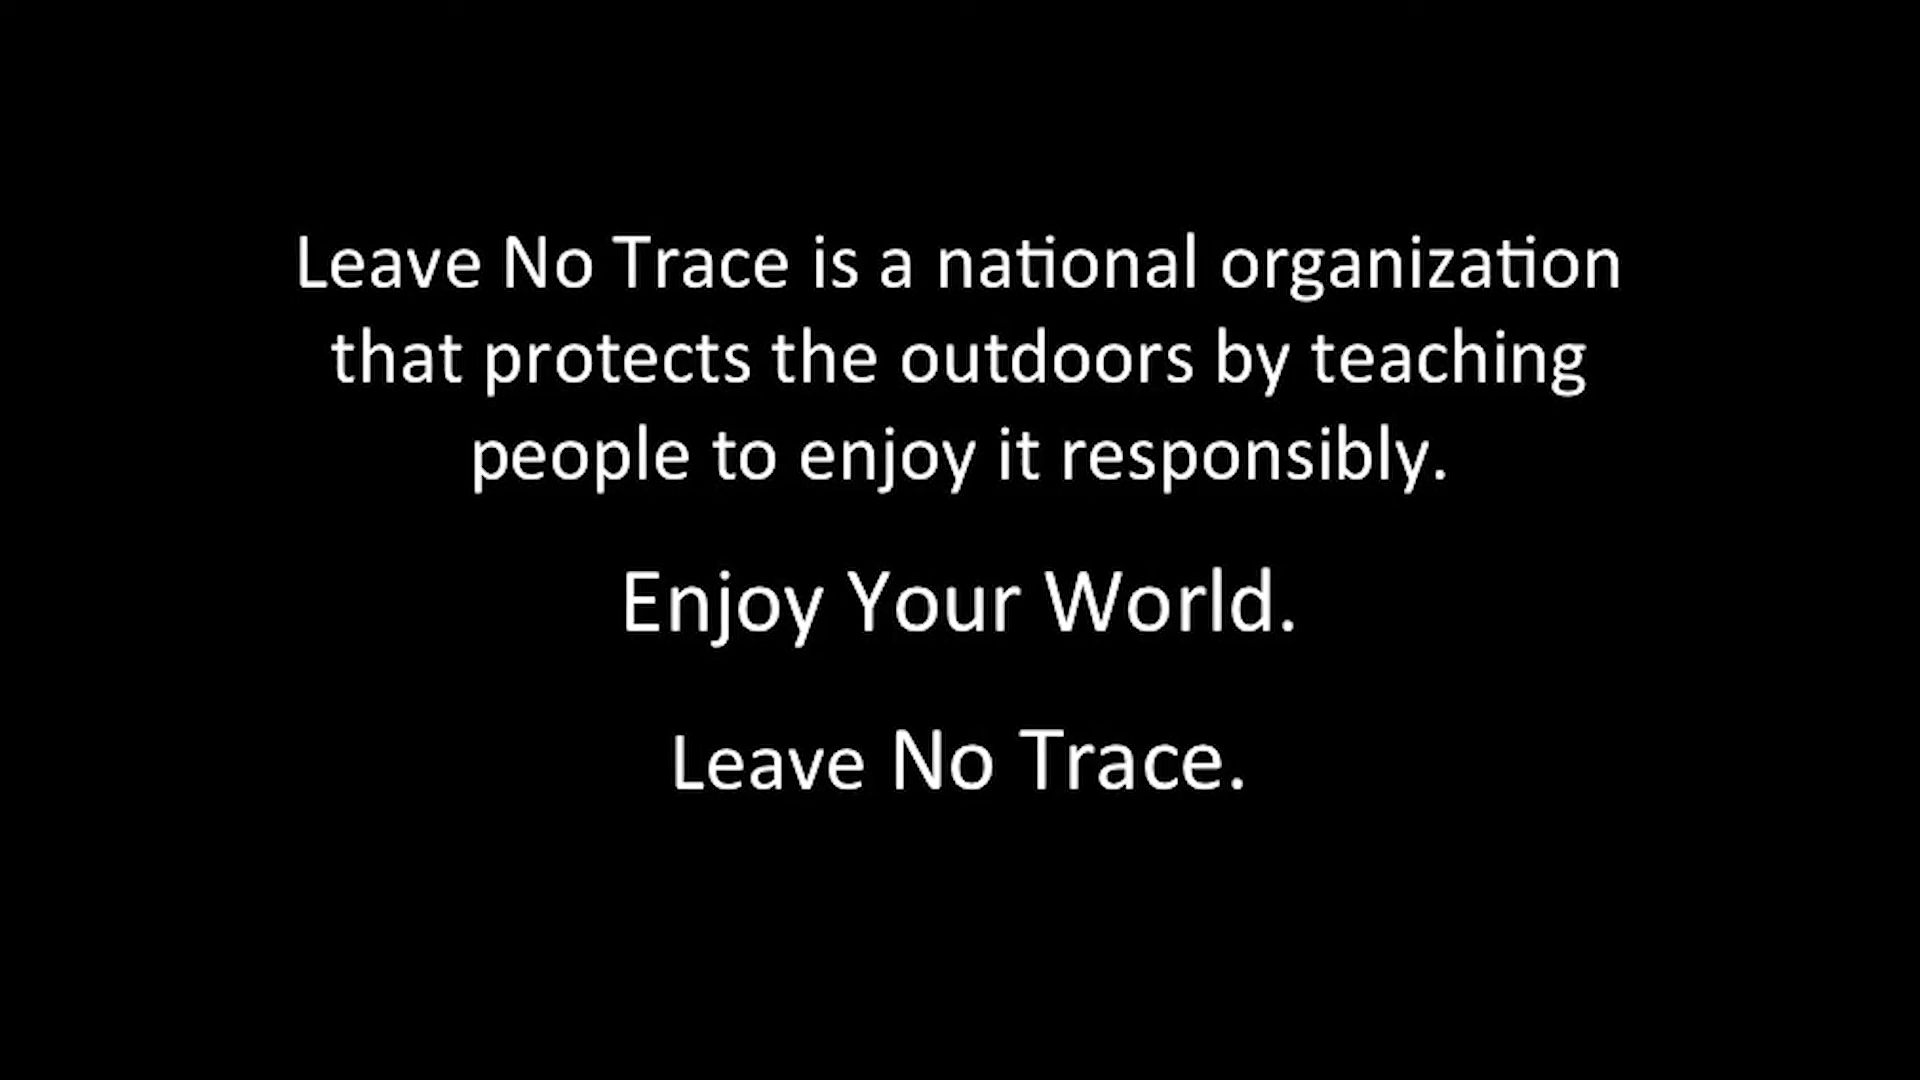 Leave No Trace is a national organization
that protects the outdoors by teaching
people to enjoy it responsibly.
Enjoy Your World.
Leave No Trace.